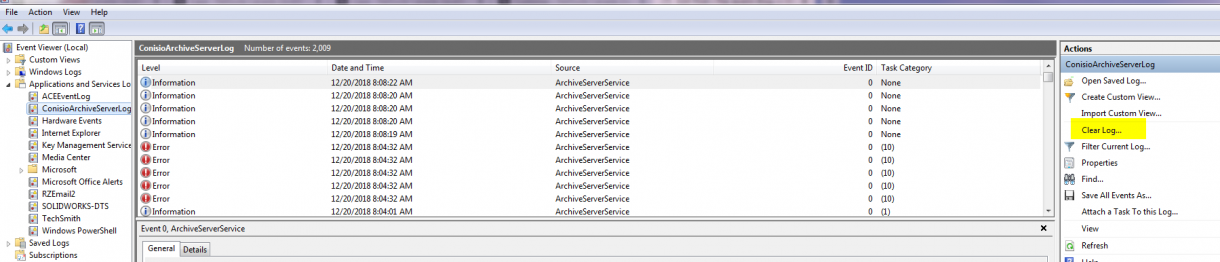 File Action View Help
Event Viewer (Local)
Custom Views
Windows Logs
Applications and Services Lo
ACEEventLog
ConisioArchiveServerLog
Hardware Events
Internet Explorer
Key Management Service
Media Center
Microsoft
Microsoft Office Alerts
RZEmail2
SOLIDWORKS-DTS
TechSmith
Windows PowerShell
Saved Logs
Subscriptions
ConisioArchiveServerLog Number of events: 2,009
Level Date and Time Source Event ID Task Category
Information 12/20/2018 8:08:22 AM ArchiveServerService 0 None
Information 12/20/2018 8:08:20 AM ArchiveServerService 0 None
Information 12/20/2018 8:08:20 AM ArchiveServerService 0 None
Information 12/20/2018 8:08:20 AM ArchiveServerService 0 None
Information 12/20/2018 8:08:19 AM ArchiveServerService 0 None
Error 12/20/2018 8:04:32 AM ArchiveServerService 0 (10)
Error 12/20/2018 8:04:32 AM ArchiveServerService 0 (10)
Error 12/20/2018 8:04:32 AM ArchiveServerService 0 (10)
Error 12/20/2018 8:04:32 AM ArchiveServerService 0 (10)
Error 12/20/2018 8:04:32 AM ArchiveServerService 0 (10)
Information 12/20/2018 8:04:01 AM ArchiveServerService 0 (1)
Event 0, ArchiveServerService
General Details
Actions
ConisioArchiveServerLog
Open Saved Log...
Create Custom View...
Import Custom View...
Clear Log...
Filter Current Log...
Properties
Find...
Save All Events As...
Attach a Task To this Log...
View
Refresh
Help